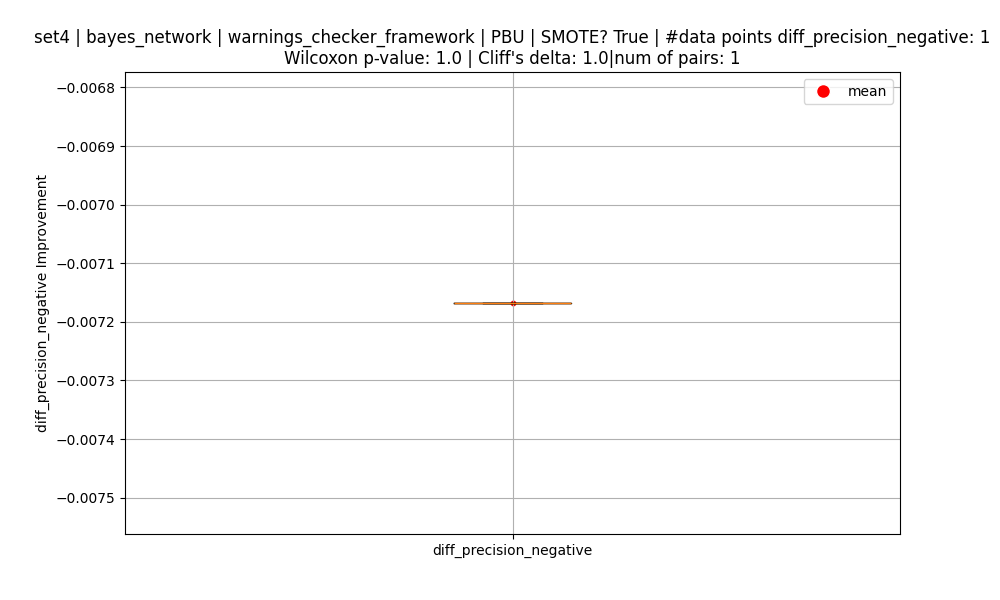 set4 | bayes_network | warnings_checker_framework | PBU | SMOTE? True | #data points diff_precision_negative: 1
Wilcoxon p-value: 1.0 | Cliff's delta: 1.0|num of pairs: 1
mean
−0.0068
−0.0069
−0.0070
−0.0071
−0.0072
−0.0073
−0.0074
−0.0075
diff_precision_negative Improvement
diff_precision_negative